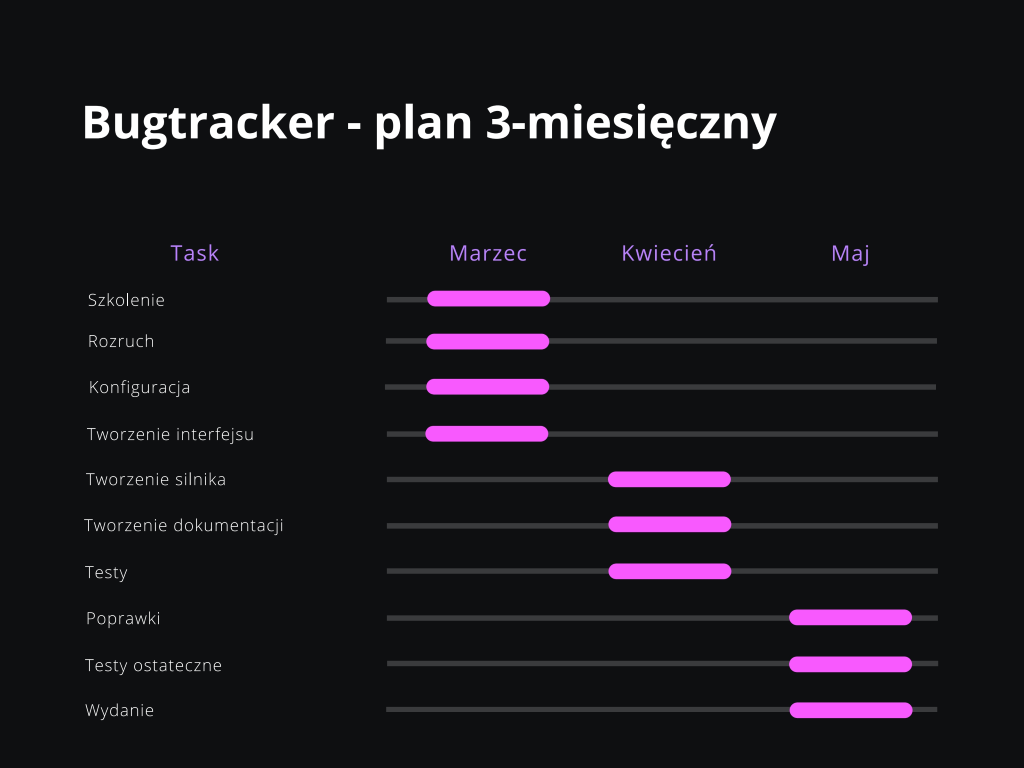 Bugtracker - plan 3-miesięczny
Task Marzec Kwiecień Maj
Szkolenie
Rozruch
Konfiguracja
Tworzenie interfejsu
Tworzenie silnika
Tworzenie dokumentacji
Testy
Poprawki
Testy ostateczne
Wydanie